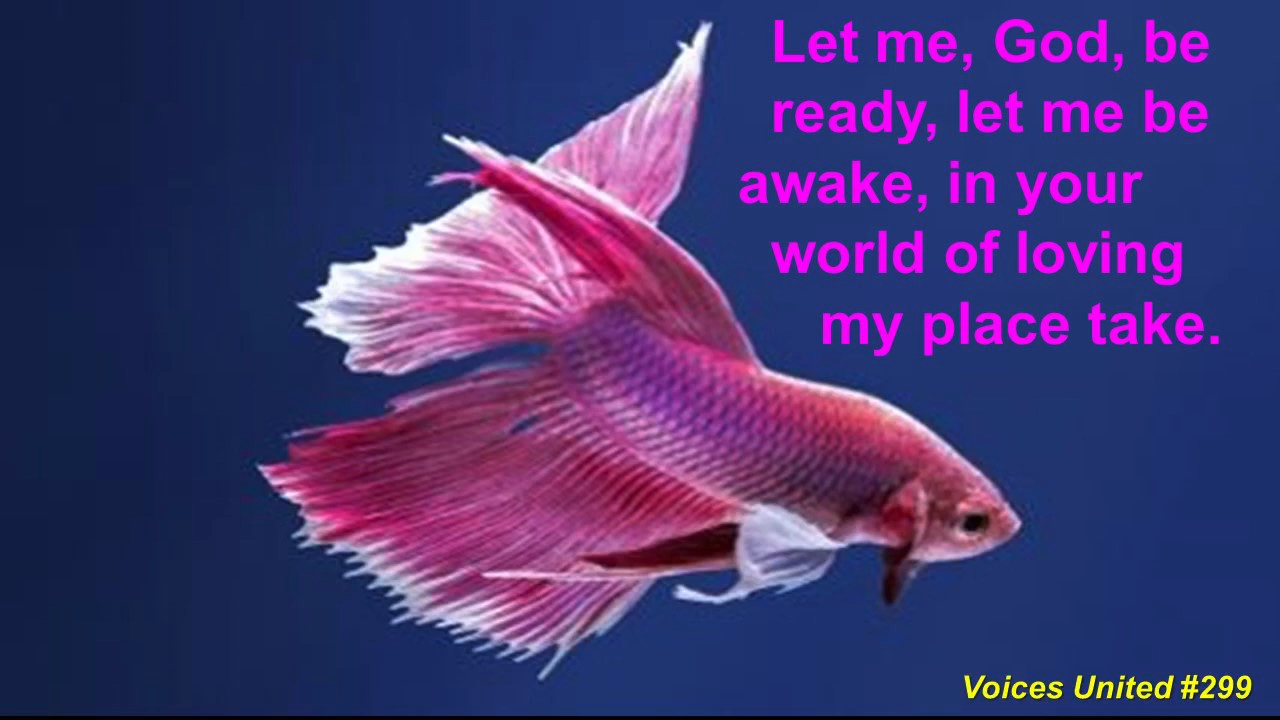 Let me, God, be
ready, let me be
awake, in your
world of loving
my place take.
Voices United #299